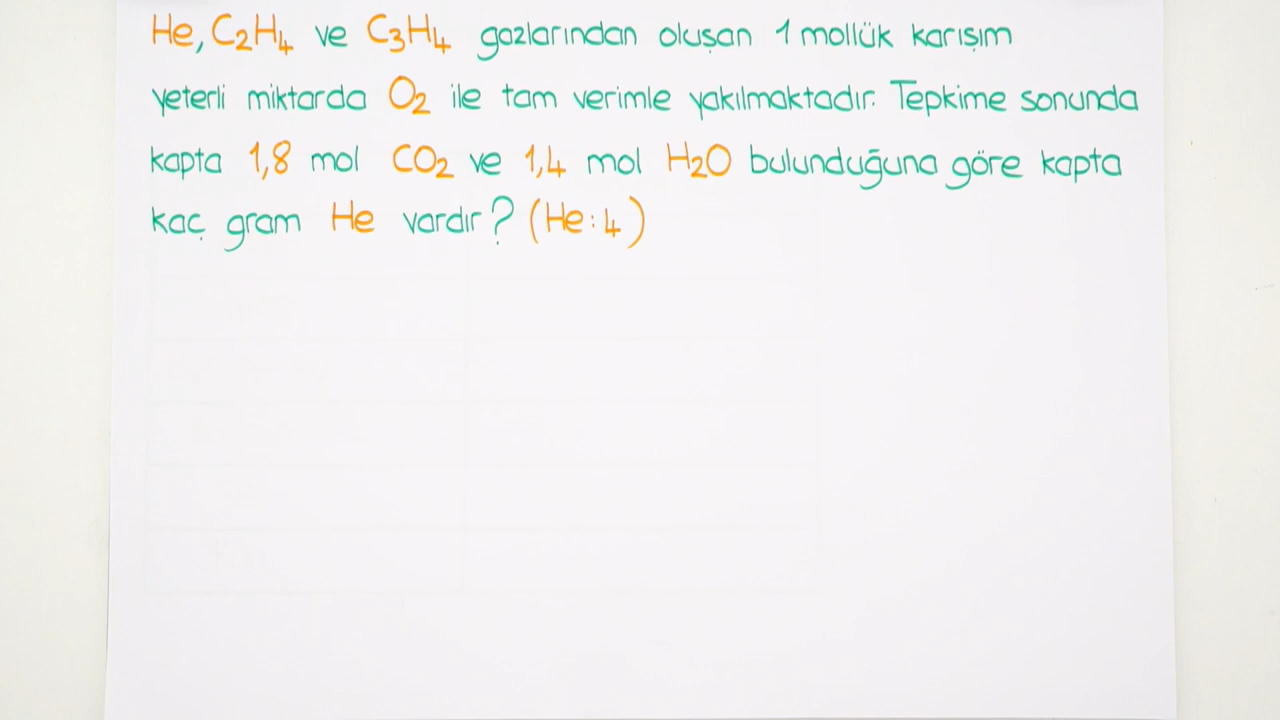 He, C₂H₄ ve C₃H₄ gazlarından oluşan 1 mollük karışım
yeterli miktarda O₂ ile tam verimle yakılmaktadır. Tepkime sonunda
kapta 1,8 mol CO₂ ve 1,4 mol H₂O bulunduğuna göre kapta
kaç gram He vardır? (He:4)